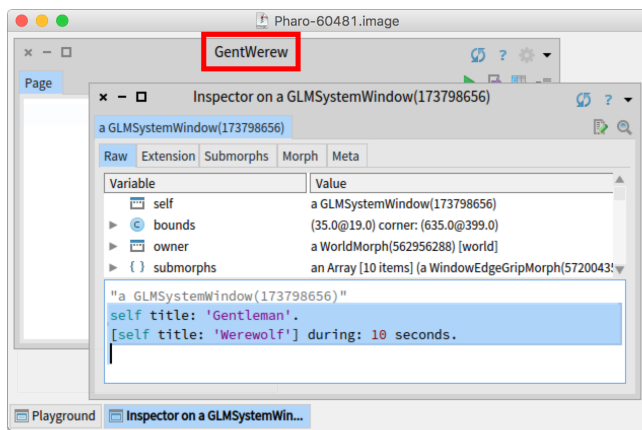 Pharo-60481.image
GentWerew
?
Page
Inspector on a GLMSystemWindow(173798656)
?
a GLMSystemWindow(173798656)
Raw Extension Submorphs Morph Meta
Variable Value
self a GLMSystemWindow(173798656)
C bounds (35.0@19.0) corner: (635.0@399.0)
owner a WorldMorph(562956288) [world]
{ } submorphs an Array [10 items] (a WindowEdgeGripMorph(5720043
"a GLMSystemWindow(173798656)"
self title: 'Gentleman'.
[self title: 'Werewolf'] during: 10 seconds.
Playground Inspector on a GLMSystemWin...